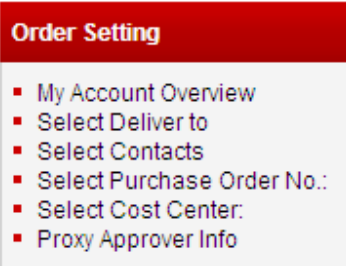 Order Setting
My Account Overview
Select Deliver to
Select Contacts
Select Purchase Order No.:
Select Cost Center:
Proxy Approver Info